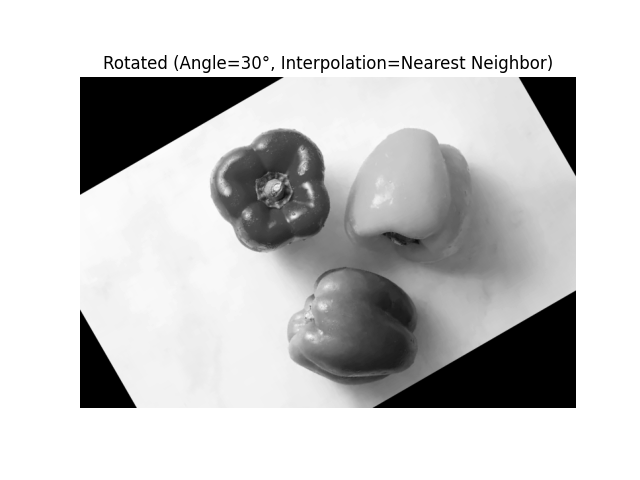 Rotated (Angle=30°, Interpolation=Nearest Neighbor)